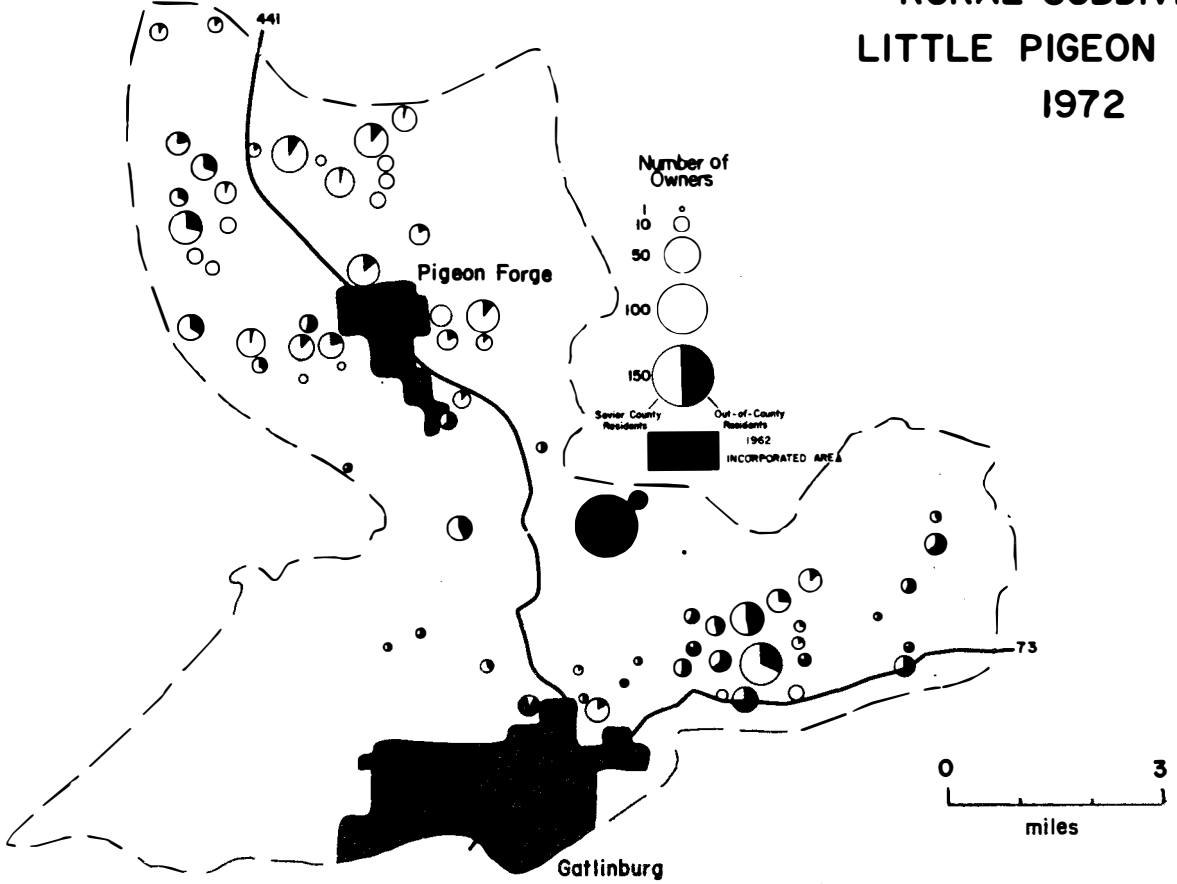 LITTLE PIGEON
1972
441
Number of
Owners
1
10
50
100
150
Sevier County
Residents
Out-of-County
Residents
1962
INCORPORATED AREA
Pigeon Forge
73
0 3
miles
Gatlinburg